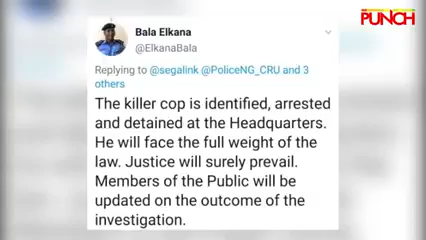 PUNCH
Bala Elkana
@ElkanaBala
Replying to @segalink @PoliceNG_CRU and 3
others
The killer cop is identified, arrested
and detained at the Headquarters.
He will face the full weight of the
law. Justice will surely prevail.
Members of the Public will be
updated on the outcome of the
investigation.